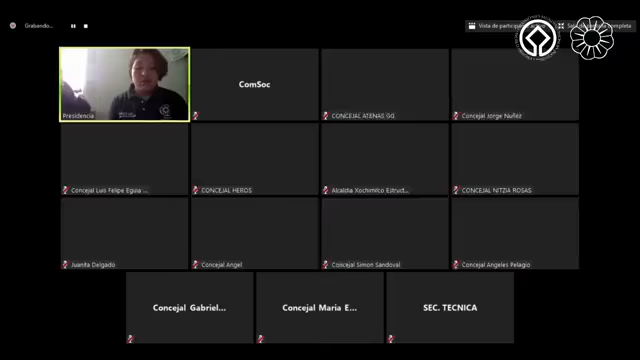 Grabando...
Vista de
Presidencia
ComSoc
CONCEJAL ATENAS GG.
Concejal Jorge Nuñez
Concejal Luis Felipe Eguia ...
CONCEJAL HEROS
Alcaldia Xochimilco Estruct...
CONCEJAL NITZIA ROSAS
Juanita Delgado
Concejal Angel
Concejal Simon Sandoval
Concejal Angeles Pelagio
Concejal Gabriel...
Concejal Maria E...
SEC. TECNICA